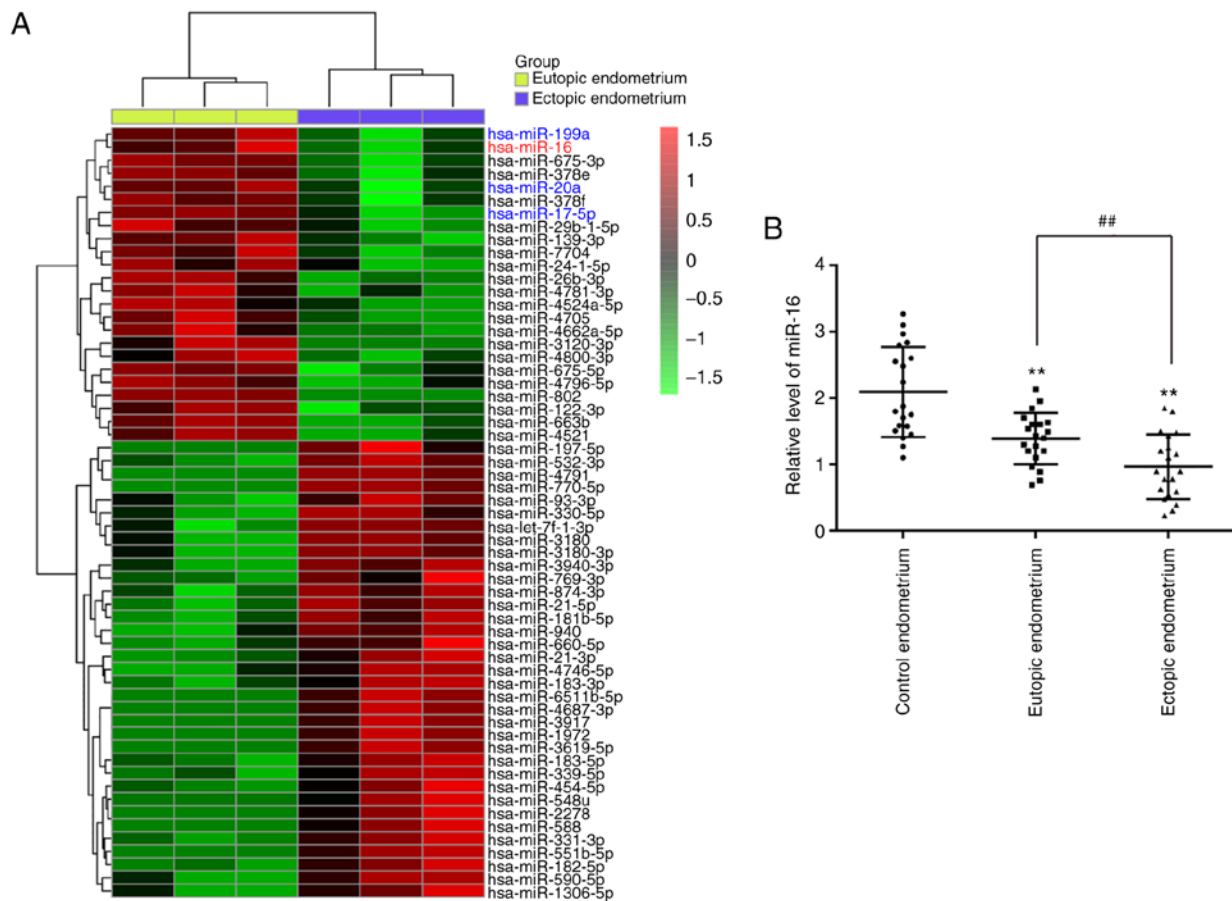 A
Group
Eutopic endometrium
Ectopic endometrium
hsa-miR-199a
hsa-miR-16
hsa-miR-675-3p
hsa-miR-378e
hsa-miR-20a
hsa-miR-378f
hsa-miR-17-5p
hsa-miR-29b-1-5p
hsa-miR-139-3p
hsa-miR-7704
hsa-miR-24-1-5p
hsa-miR-26b-3p
hsa-miR-4781-3p
hsa-miR-4524a-5p
hsa-miR-4705
hsa-miR-4662a-5p
hsa-miR-3120-3p
hsa-miR-4800-3p
hsa-miR-675-5p
hsa-miR-4796-5p
hsa-miR-802
hsa-miR-122-3p
hsa-miR-663b
hsa-miR-4521
hsa-miR-197-5p
hsa-miR-532-3p
hsa-miR-4791
hsa-miR-770-5p
hsa-miR-93-3p
hsa-miR-330-5p
hsa-let-7f-1-3p
hsa-miR-3180
hsa-miR-3180-3p
hsa-miR-3940-3p
hsa-miR-769-3p
hsa-miR-874-3p
hsa-miR-21-5p
hsa-miR-181b-5p
hsa-miR-940
hsa-miR-660-5p
hsa-miR-21-3p
hsa-miR-4746-5p
hsa-miR-183-3p
hsa-miR-6511b-5p
hsa-miR-4687-3p
hsa-miR-3917
hsa-miR-1972
hsa-miR-3619-5p
hsa-miR-183-5p
hsa-miR-339-5p
hsa-miR-454-5p
hsa-miR-548u
hsa-miR-2278
hsa-miR-588
hsa-miR-331-3p
hsa-miR-551b-5p
hsa-miR-182-5p
hsa-miR-590-5p
hsa-miR-1306-5p
1.5
1
0.5
0
−0.5
−1
−1.5
B
##
**
**
Relative level of miR-16
4
3
2
1
0
Control endometrium
Eutopic endometrium
Ectopic endometrium